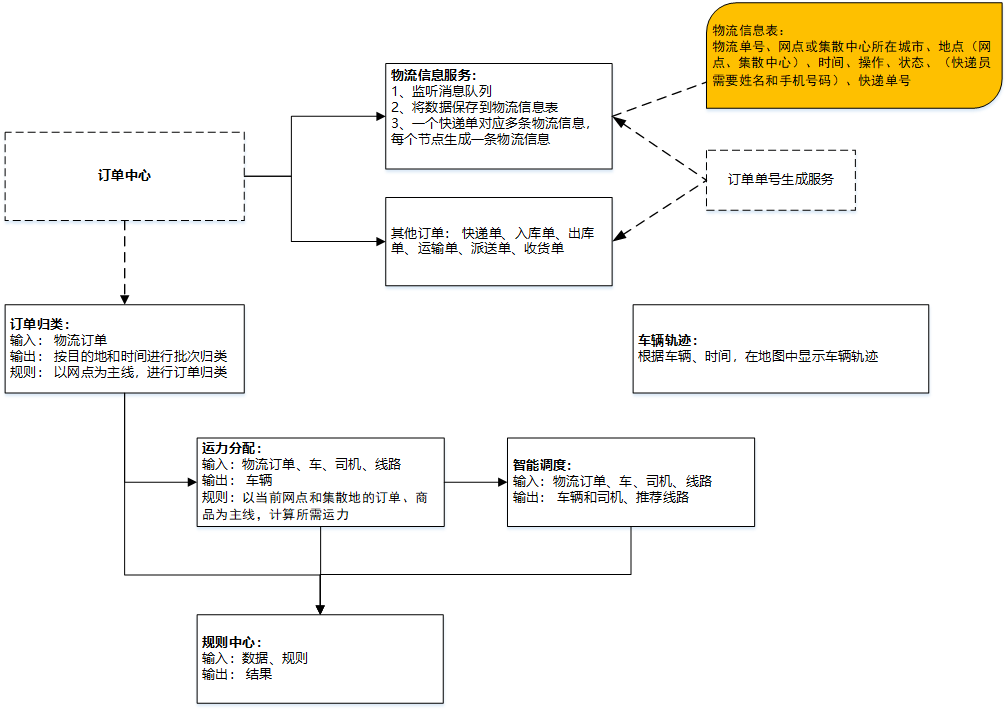 物流信息表：
物流单号、网点或集散中心所在城市、地点（网
点、集散中心）、时间、操作、状态、（快递员
需要姓名和手机号码）、快递单号
物流信息服务：
1、监听消息队列
2、将数据保存到物流信息表
3、一个快递单对应多条物流信息，
每个节点生成一条物流信息
订单中心
订单单号生成服务
其他订单： 快递单、入库单、出库
单、运输单、派送单、收货单
订单归类：
输入： 物流订单
输出： 按目的地和时间进行批次归类
规则： 以网点为主线，进行订单归类
车辆轨迹：
根据车辆、时间，在地图中显示车辆轨迹
运力分配：
输入：物流订单、车、司机、线路
输出： 车辆
规则：以当前网点和集散地的订单、商
品为主线，计算所需运力
智能调度：
输入：物流订单、车、司机、线路
输出： 车辆和司机、推荐线路
规则中心：
输入：数据、规则
输出： 结果